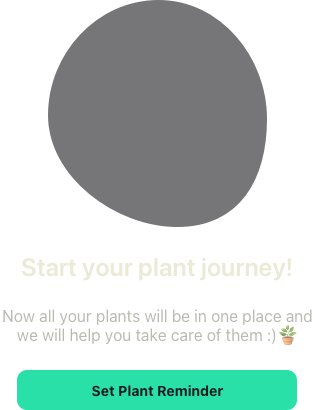 Start your plant journey!
Now all your plants will be in one place and
we will help you take care of them :)🪴
Set Plant Reminder